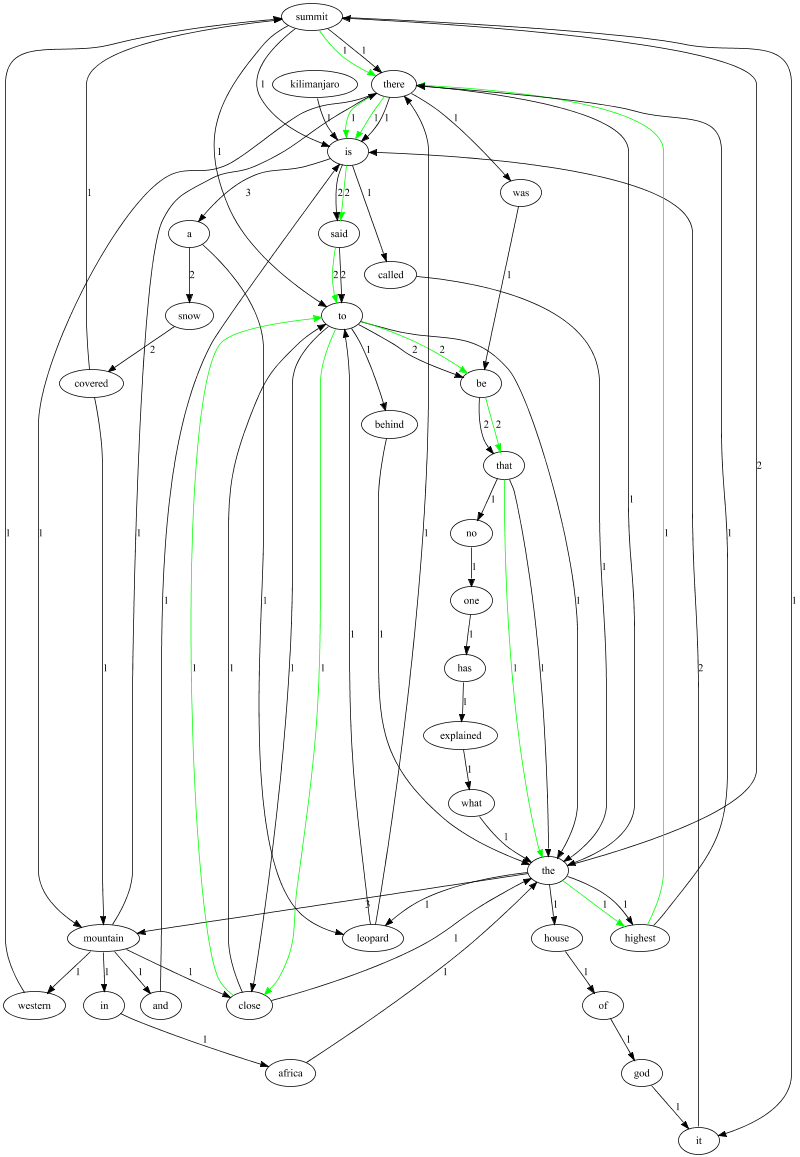 summit
1 1
kilimanjaro there
1
1 1 1 1 1
is
1 3 2 2 1 was
a said
called
2 2 2 1
snow to
2 1 2 2
covered be
1 behind 2 2
that
1 no 1 2
1 1 1 1 1 1
one
1 1 1 1 1 1
1 has
1 1 1 1 1 1 2
1
explained
1
what
1
the
3 1 1 1 1
mountain leopard house highest
1 1 1 1 1 1
western in and close of
1 1
africa god
1
it